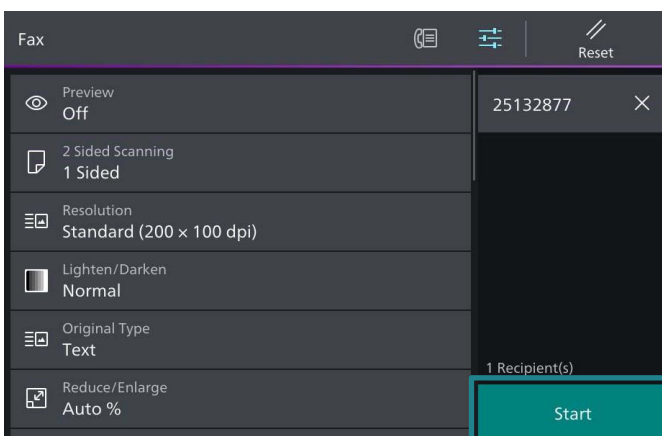 Fax
Reset
Preview
Off
2 Sided Scanning
1 Sided
Resolution
Standard (200 × 100 dpi)
Lighten/Darken
Normal
Original Type
Text
Reduce/Enlarge
Auto %
25132877
1 Recipient(s)
Start